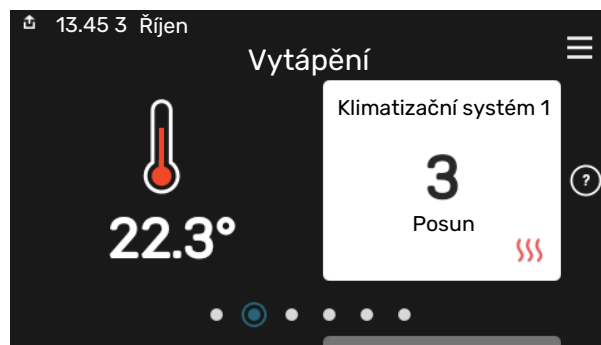 13.45 3 Říjen
Vytápění
Klimatizační systém 1
3
Posun
22.3°
?